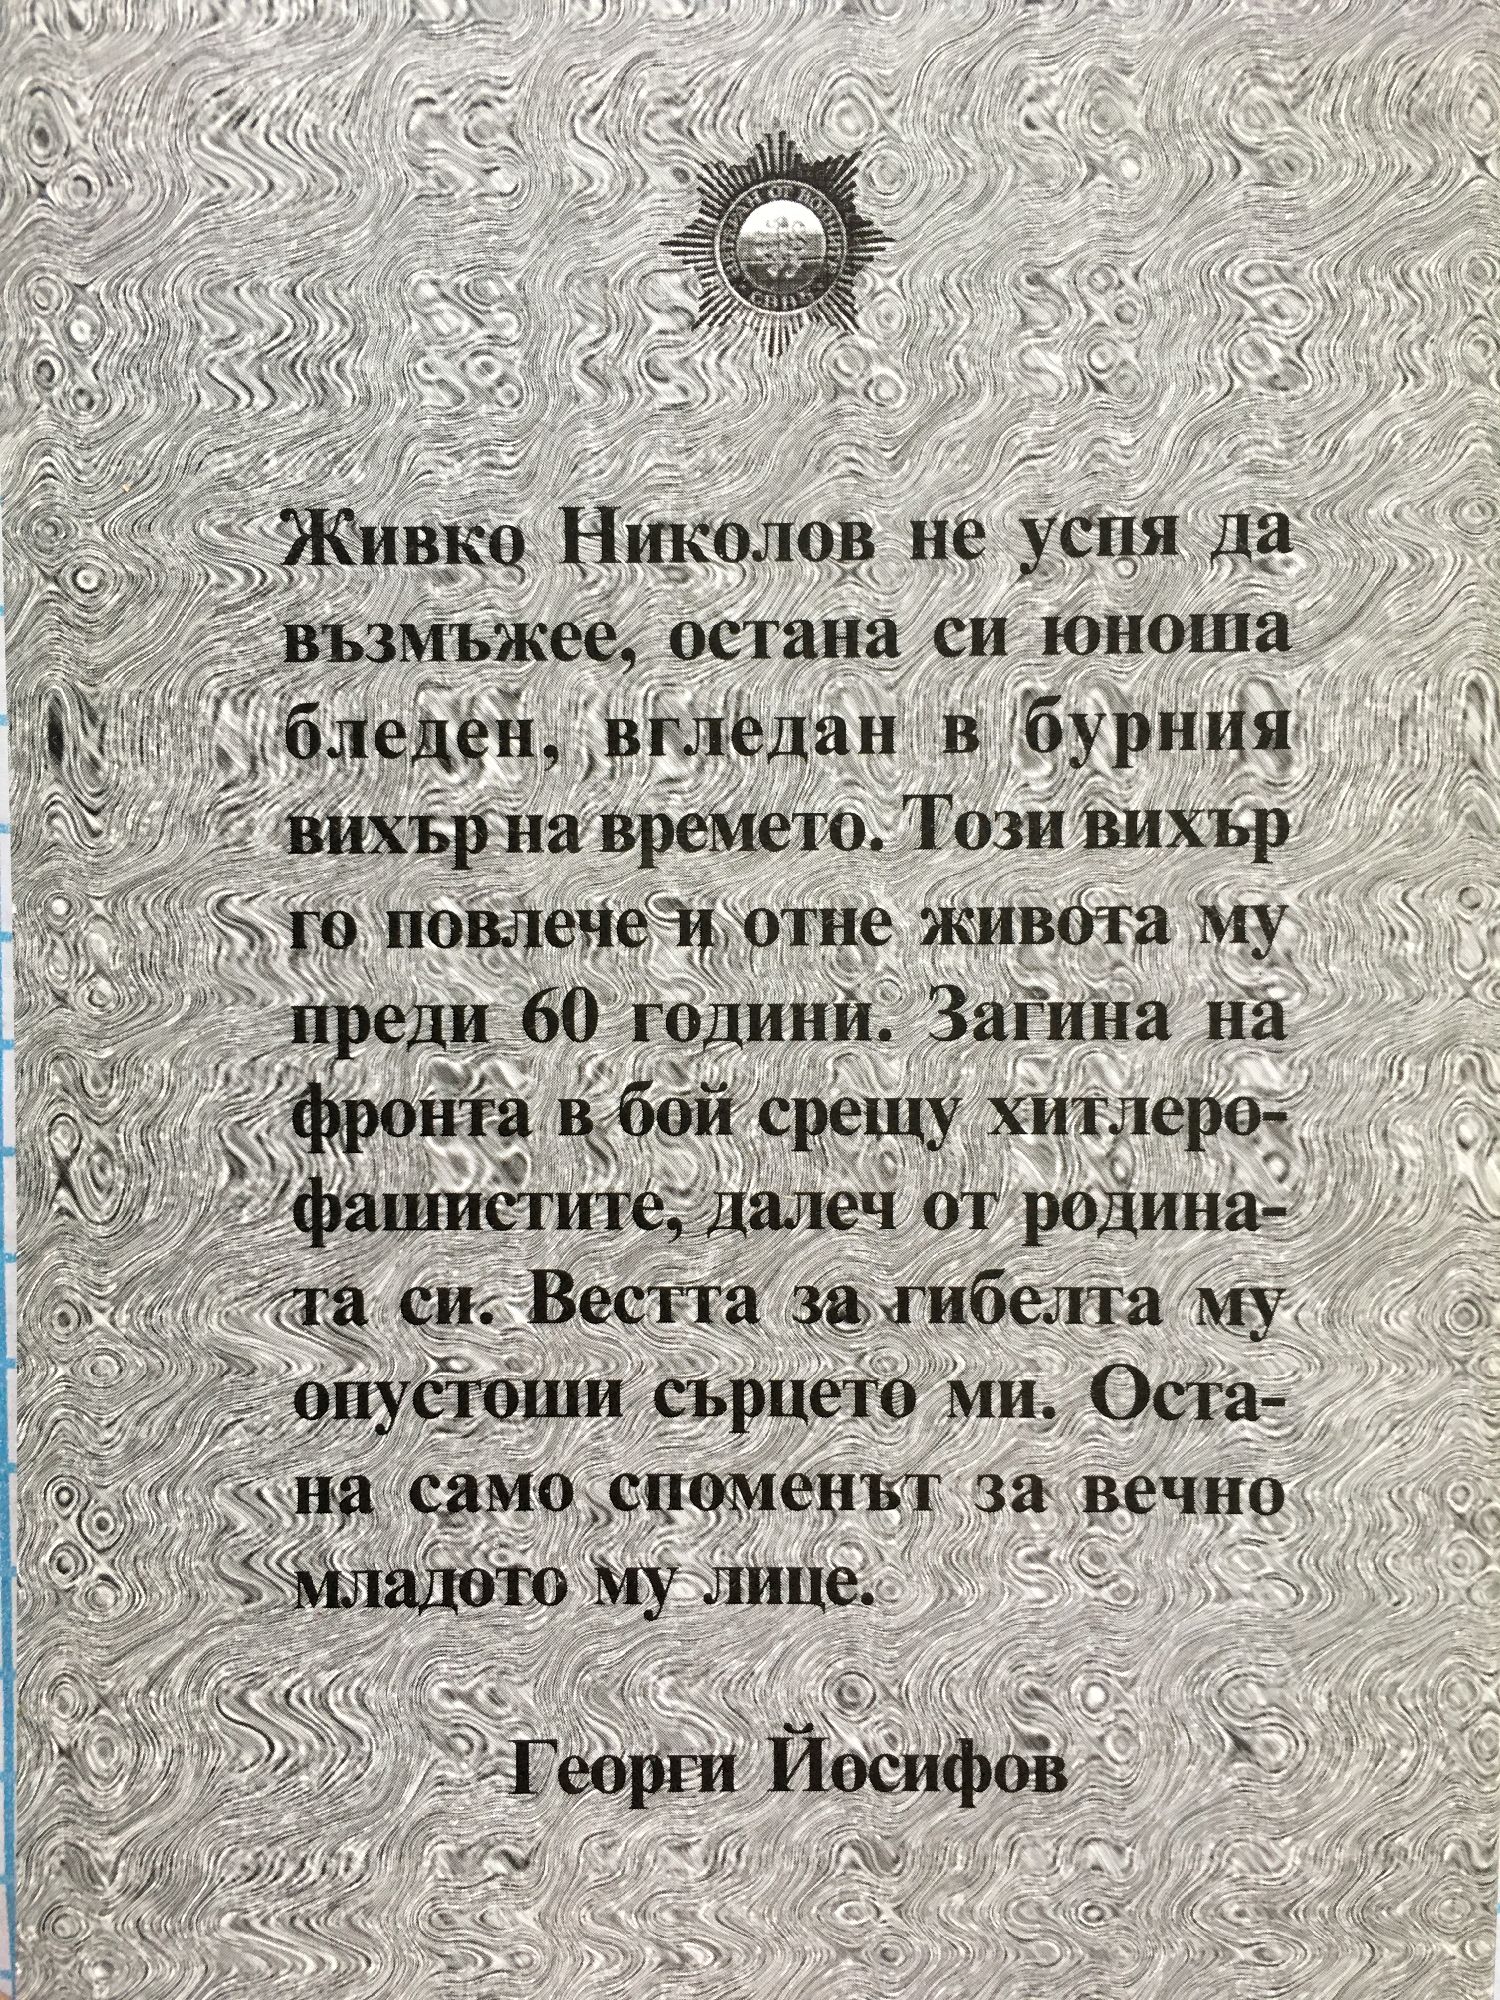 Живко Николов не успя да
възмъжее, остана си юноша
бледен, вгледан в бурния
вихър на времето. Този вихър
го повлече и отне живота му
преди 60 години. Загина на
фронта в бой срещу хитлеро-
фашистите, далеч от родина-
та си. Вестта за гибелта му
опустоши сърцето ми. Оста-
на само споменът за вечно
младото му лице.
Георги Йосифов